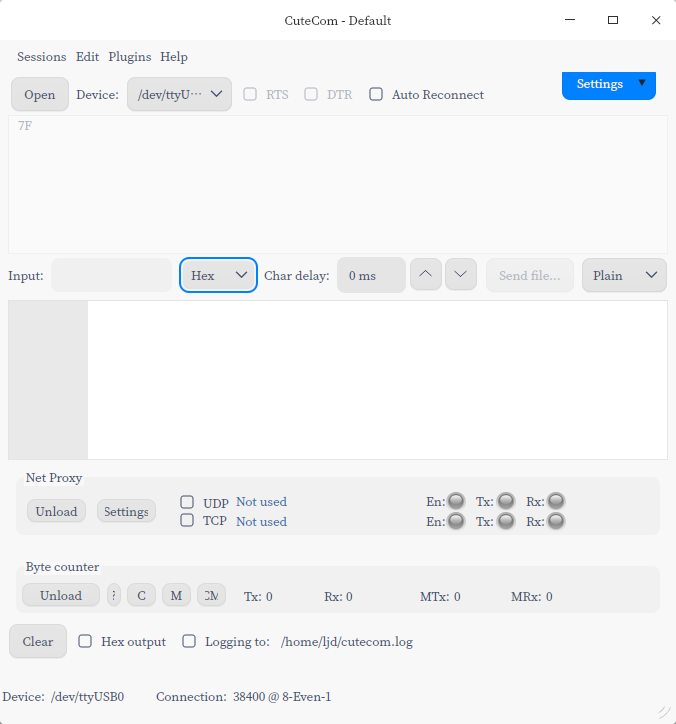 CuteCom - Default
Sessions Edit Plugins Help
Open Device: /dev/ttyU··· RTS DTR Auto Reconnect Settings
7F
Input: Hex Char delay: 0 ms Send file... Plain
Net Proxy
Unload Settings UDP Not used En: Tx: Rx:
TCP Not used En: Tx: Rx:
Byte counter
Unload C M Tx: 0 Rx: 0 MTx: 0 MRx: 0
Clear Hex output Logging to: /home/ljd/cutecom.log
Device: /dev/ttyUSB0 Connection: 38400 @ 8-Even-1